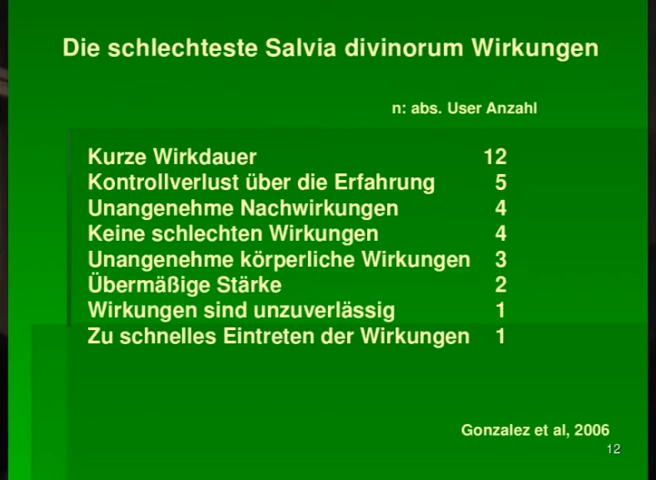 Die schlechteste Salvia divinorum Wirkungen
n: abs. User Anzahl
Kurze Wirkdauer 12
Kontrollverlust über die Erfahrung 5
Unangenehme Nachwirkungen 4
Keine schlechten Wirkungen 4
Unangenehme körperliche Wirkungen 3
Übermäßige Stärke 2
Wirkungen sind unzuverlässig 1
Zu schnelles Eintreten der Wirkungen 1
Gonzalez et al, 2006
12